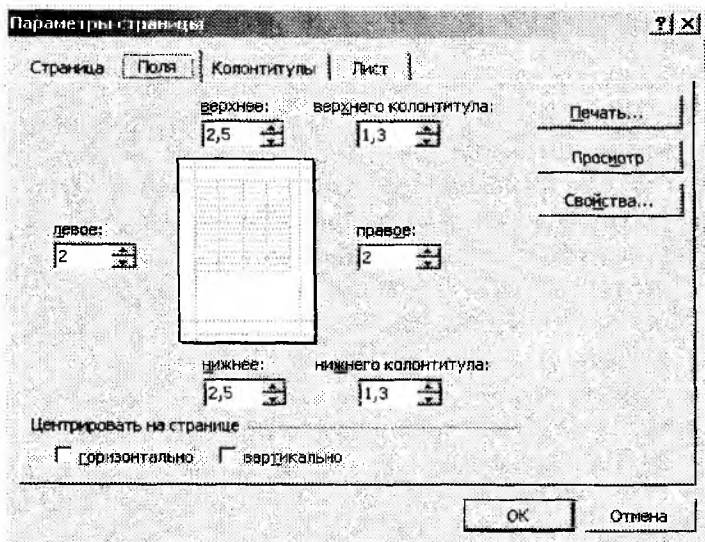 Параметры страницы
Страница Поля Колонтитулы Лист
верхнее: верхнего колонтитула:
2,5 1,3
Печать...
Просмотр
Свойства...
левое: правое:
2 2
нижнее: нижнего колонтитула:
2,5 1,3
Центрировать на странице
горизонтально вертикально
OK Отмена